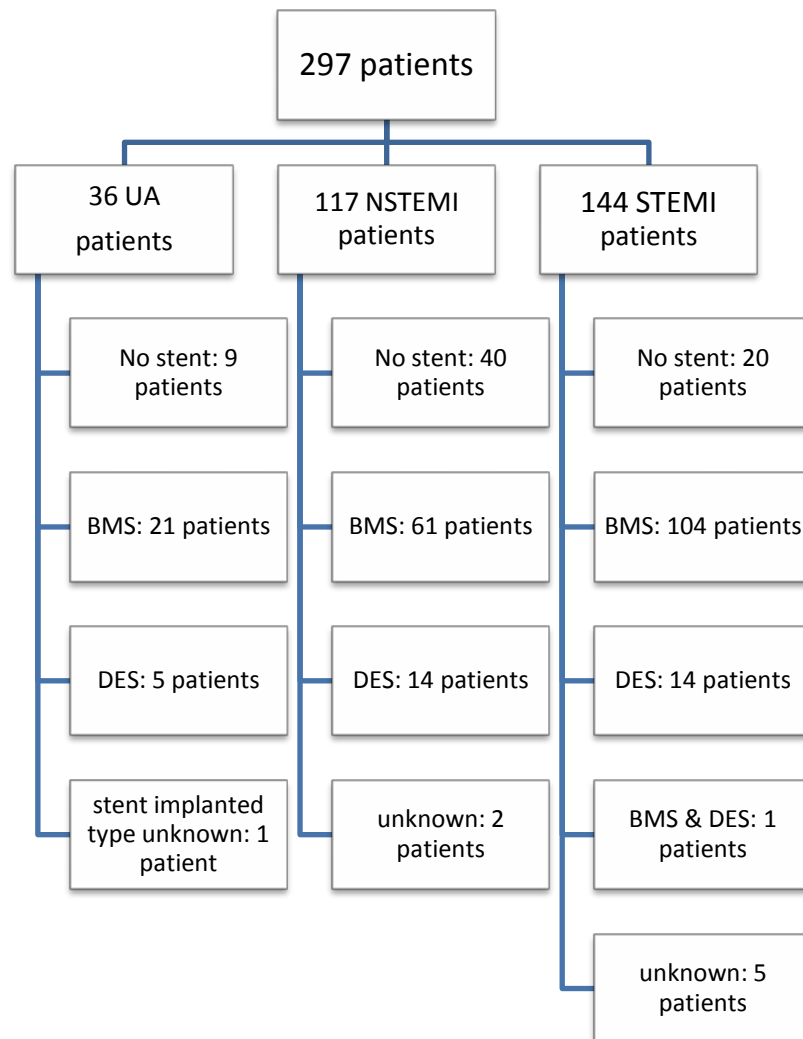 297 patients
36 UA
patients
117 NSTEMI
patients
144 STEMI
patients
No stent: 9
patients
No stent: 40
patients
No stent: 20
patients
BMS: 21 patients
BMS: 61 patients
BMS: 104 patients
DES: 5 patients
DES: 14 patients
DES: 14 patients
stent implanted
type unknown: 1
patient
unknown: 2
patients
BMS & DES: 1
patients
unknown: 5
patients